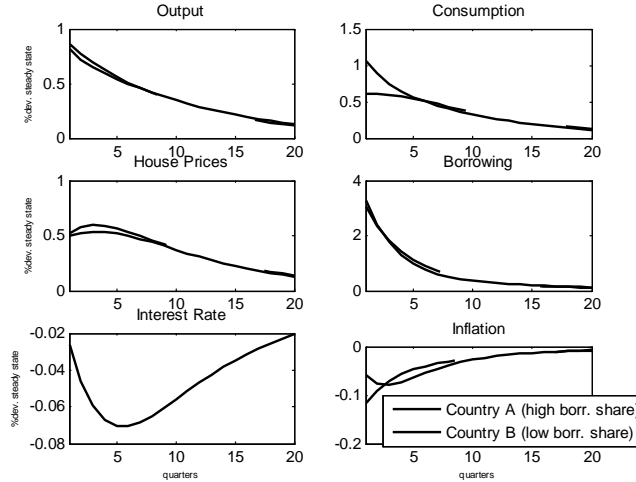 Output
Consumption
1
0.5
0
%dev. steady state
5 10 15 20
1.5
1
0.5
0
5 10 15 20
House Prices
Borrowing
1
0.5
0
%dev. steady state
5 10 15 20
4
2
0
5 10 15 20
Interest Rate
Inflation
-0.02
-0.04
-0.06
-0.08
%dev. steady state
5 10 15 20
quarters
0
-0.1
-0.2
5 10 15 20
quarters
Country A (high borr. share)
Country B (low borr. share)